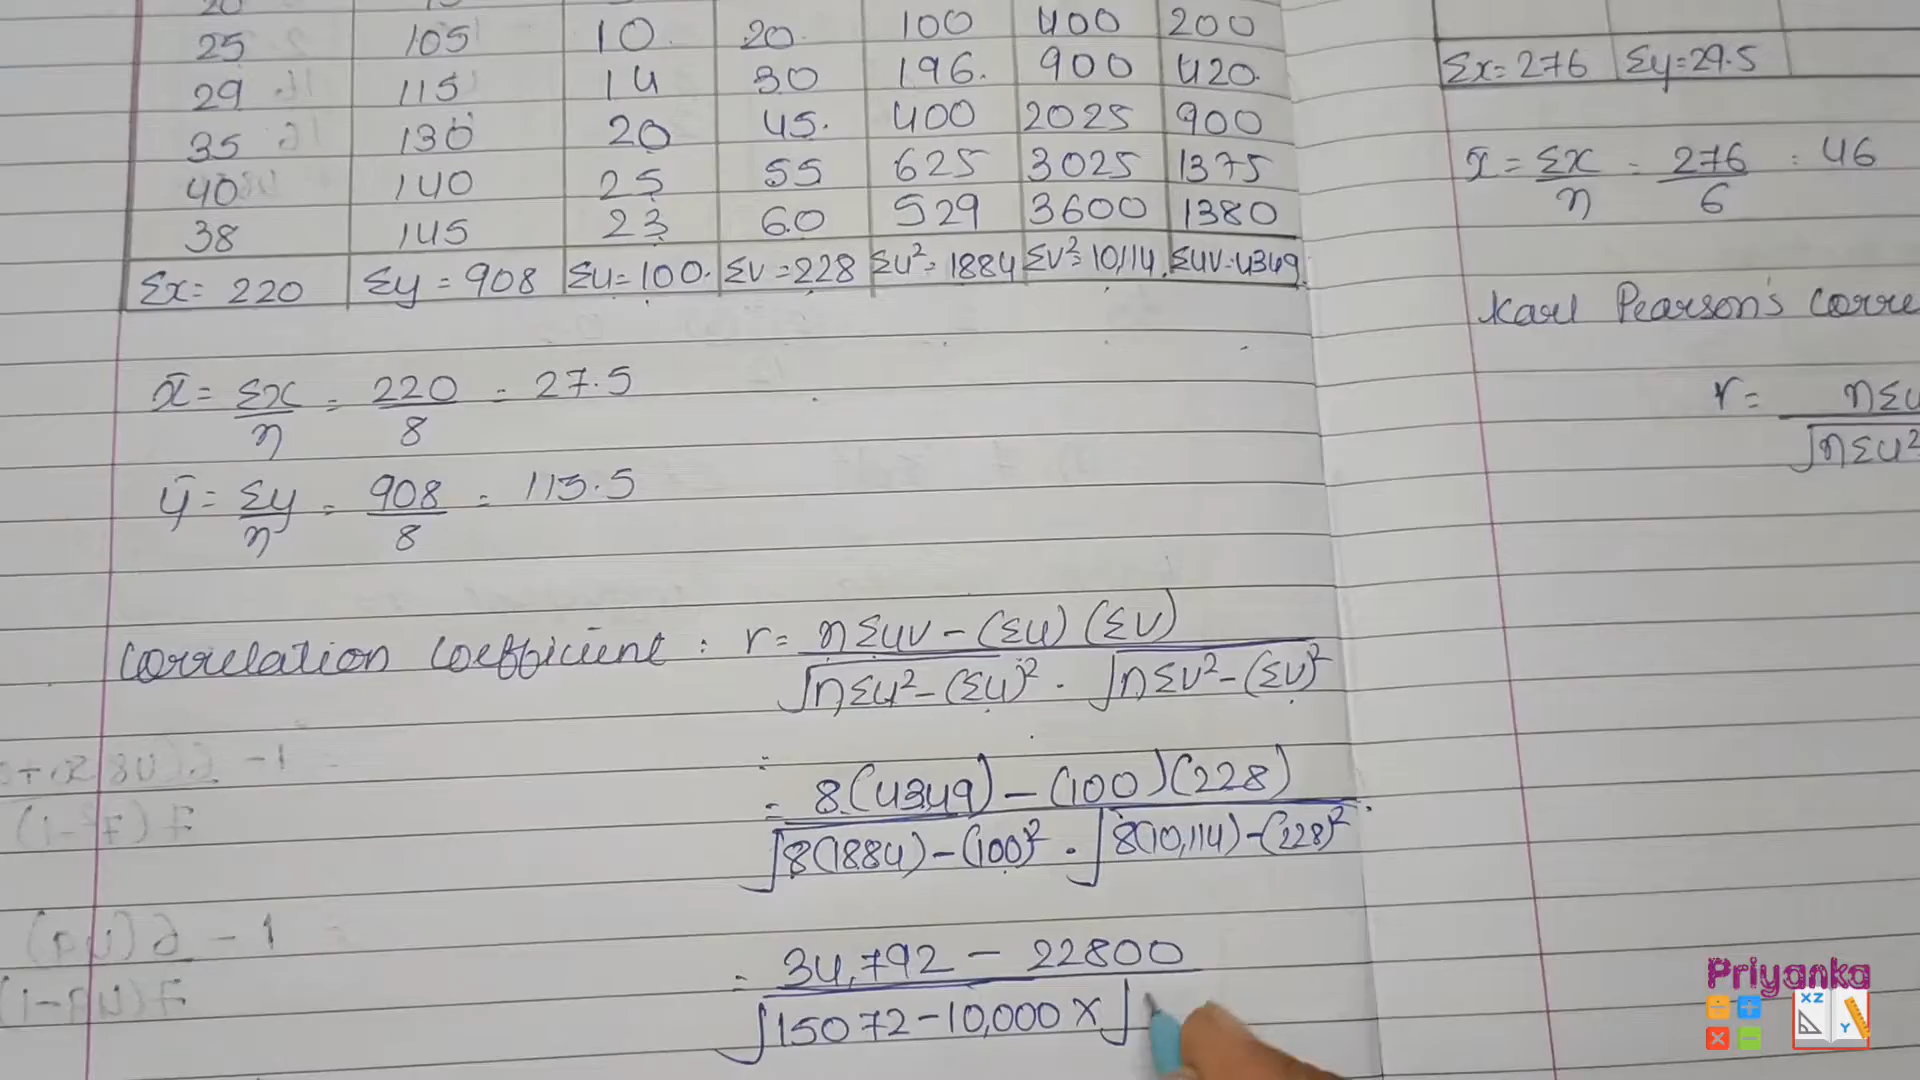 25 105 10 20 100 400 200
29 115 14 30 196 900 420
35 130 20 45 400 2025 900
40 140 25 55 625 3025 1375
38 145 23 60 529 3600 1380
Σx= 220 Σy = 908 Σu=100 Σv=228 Σu²=1884 Σv²=10,114 Σuv=4349
x̄ = Σx/n = 220/8 = 27.5
ȳ = Σy/n = 908/8 = 113.5
Correlation Coefficient : r = nΣuv - (Σu)(Σv) / √nΣu²-(Σu)² · √nΣv²-(Σv)²
= 8(4349) - (100)(228) / √8(1884)-(100)² · √8(10,114)-(228)²
= 34,792 - 22800 / √15072-10,000 × √
Σx=276 Σy=29.5
x̄ = Σx/n = 276/6 = 46
Karl Pearson's Corre
r = nΣu / √nΣu²
Priyanka
XZ
Y